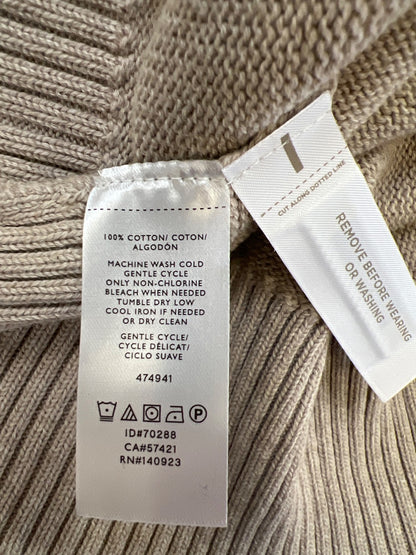 100% COTTON/ COTON/
ALGODÓN
MACHINE WASH COLD
GENTLE CYCLE
ONLY NON-CHLORINE
BLEACH WHEN NEEDED
TUMBLE DRY LOW
COOL IRON IF NEEDED
OR DRY CLEAN
GENTLE CYCLE/
CYCLE DÉLICAT/
CICLO SUAVE
474941
P
ID#70288
CA#57421
RN#140923
i
CUT ALONG DOTTED LINE
REMOVE BEFORE WEARING
OR WASHING